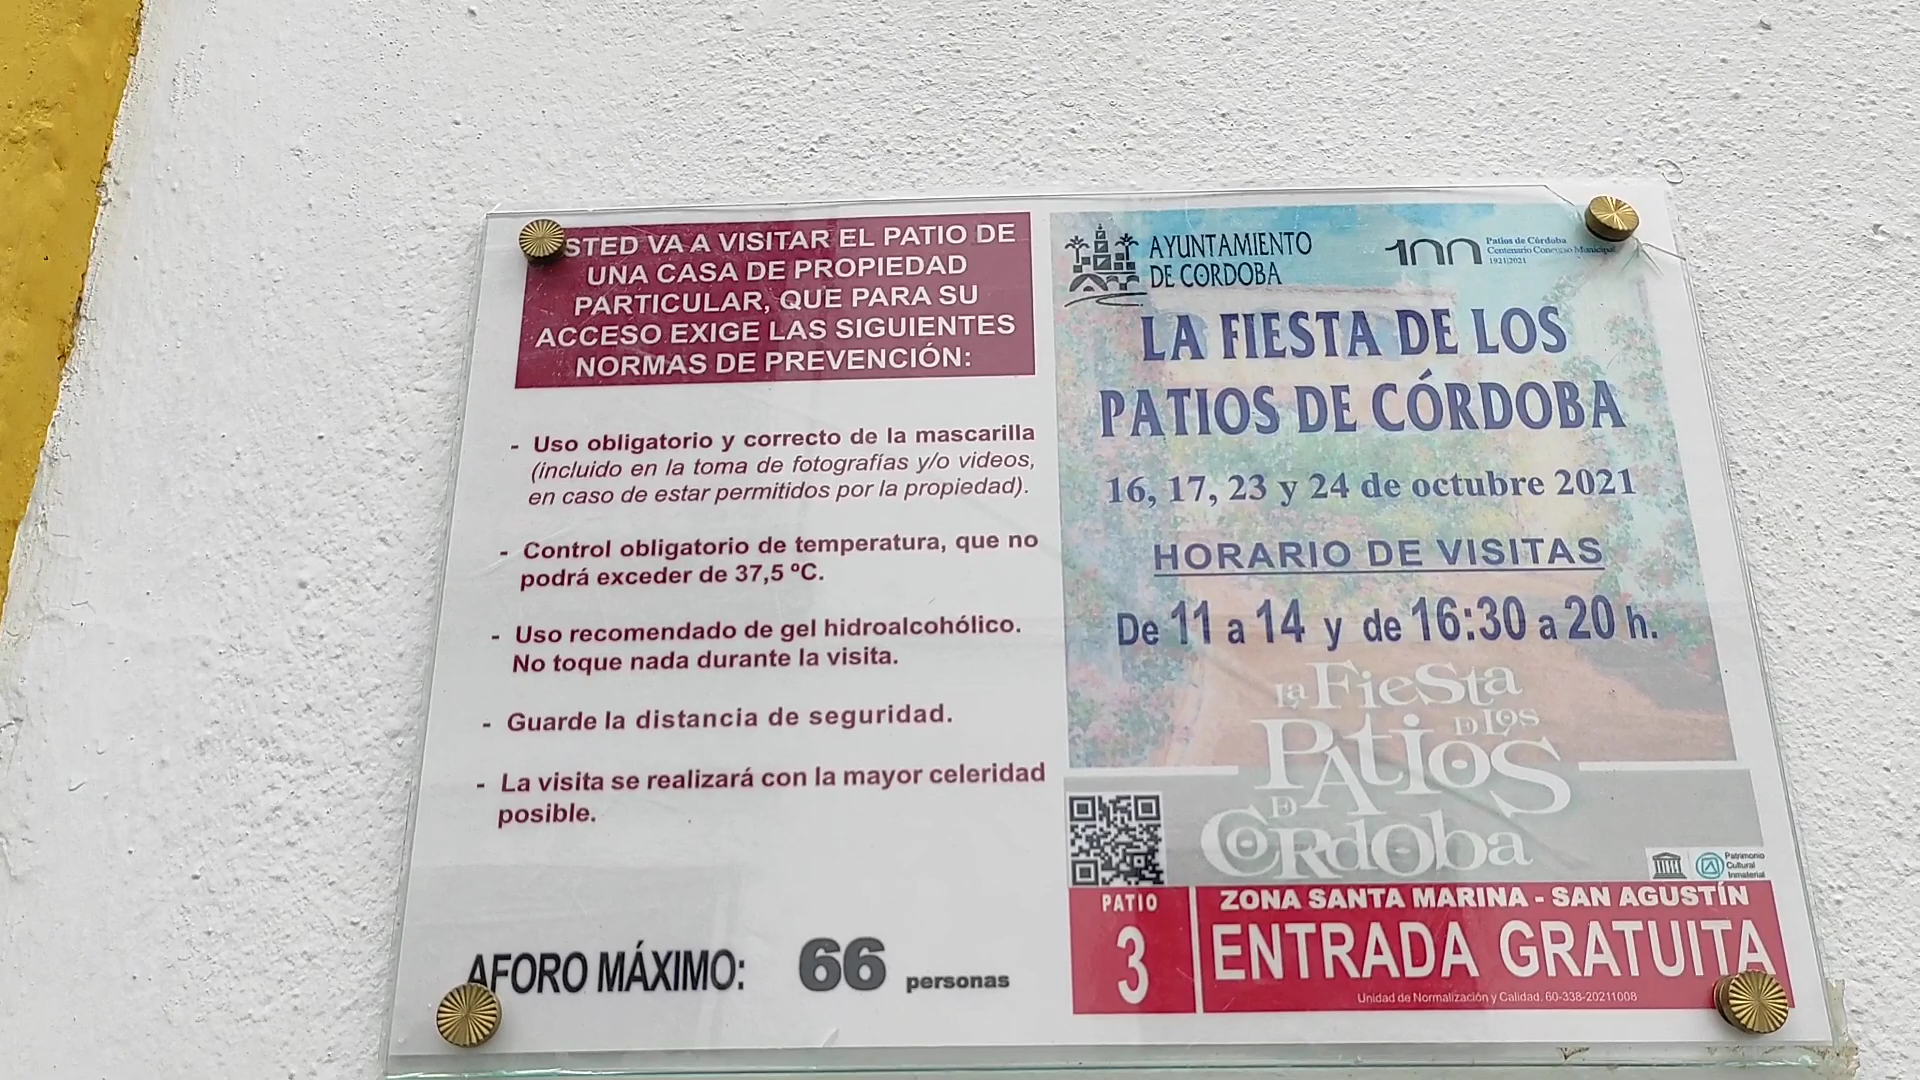 STED VA A VISITAR EL PATIO DE
UNA CASA DE PROPIEDAD
PARTICULAR, QUE PARA SU
ACCESO EXIGE LAS SIGUIENTES
NORMAS DE PREVENCIÓN:
- Uso obligatorio y correcto de la mascarilla
(incluido en la toma de fotografías y/o videos,
en caso de estar permitidos por la propiedad).
- Control obligatorio de temperatura, que no
podrá exceder de 37,5 ºC.
- Uso recomendado de gel hidroalcohólico.
No toque nada durante la visita.
- Guarde la distancia de seguridad.
- La visita se realizará con la mayor celeridad
posible.
AFORO MÁXIMO: 66 personas
AYUNTAMIENTO
DE CÓRDOBA
100
Patios de Córdoba
Centenario Concurso Municipal
1921|2021
LA FIESTA DE LOS
PATIOS DE CÓRDOBA
16, 17, 23 y 24 de octubre 2021
HORARIO DE VISITAS
De 11 a 14 y de 16:30 a 20 h.
La Fiesta
de los
Patios
de
Córdoba
Patrimonio
Cultural
Inmaterial
PATIO
3
ZONA SANTA MARINA - SAN AGUSTÍN
ENTRADA GRATUITA
Unidad de Normalización y Calidad. 60-338-20211008